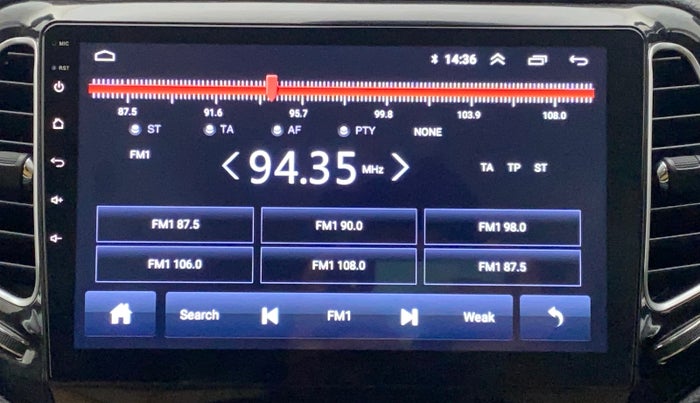 MIC
14:36
RST
87.5 91.6 95.7 99.8 103.9 108.0
ST TA AF PTY NONE
FM1
94.35 MHz
TA TP ST
FM1 87.5 FM1 90.0 FM1 98.0
FM1 106.0 FM1 108.0 FM1 87.5
Search FM1 Weak